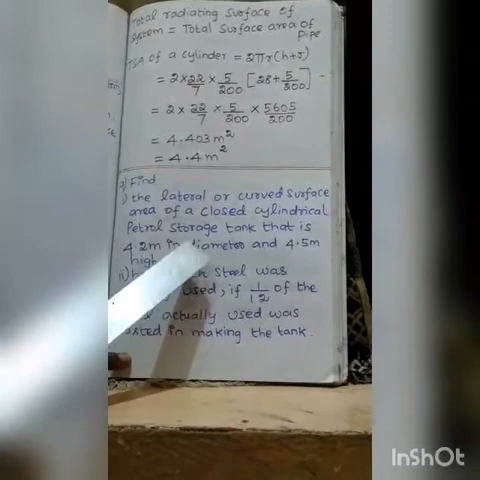 Total radiating surface of
System = Total Surface area of
Pipe
TSA of a cylinder = 2πr(h+r)
= 2 × 22/7 × 5/200 [28 + 5/200]
= 2 × 22/7 × 5/200 × 5605/200
= 4.403 m²
= 4.4 m²
Find
i) the lateral or curved surface
area of a closed cylindrical
Petrol storage tank that is
4.2m in diameter and 4.5m
high
ii) steel was
used, if 1/12 of the
actually used was
in making the tank.
InShOt